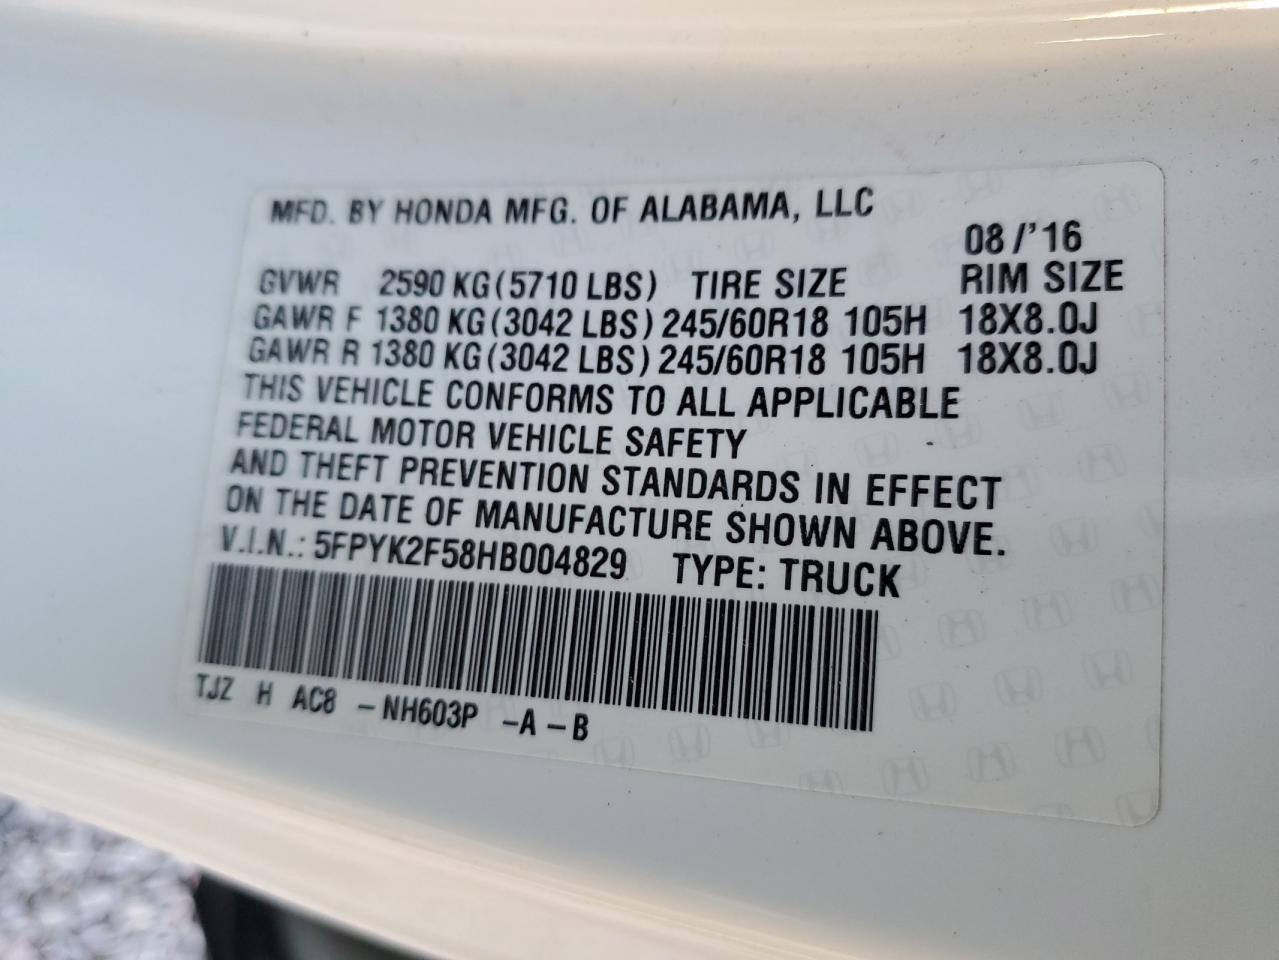 MFD. BY HONDA MFG. OF ALABAMA, LLC
08 /'16
GVWR 2590 KG (5710 LBS) TIRE SIZE RIM SIZE
GAWR F 1380 KG (3042 LBS) 245/60R18 105H 18X8.0J
GAWR R 1380 KG (3042 LBS) 245/60R18 105H 18X8.0J
THIS VEHICLE CONFORMS TO ALL APPLICABLE
FEDERAL MOTOR VEHICLE SAFETY
AND THEFT PREVENTION STANDARDS IN EFFECT
ON THE DATE OF MANUFACTURE SHOWN ABOVE.
V.I.N.: 5FPYK2F58HB004829 TYPE: TRUCK
TJZ H AC8 -NH603P -A -B